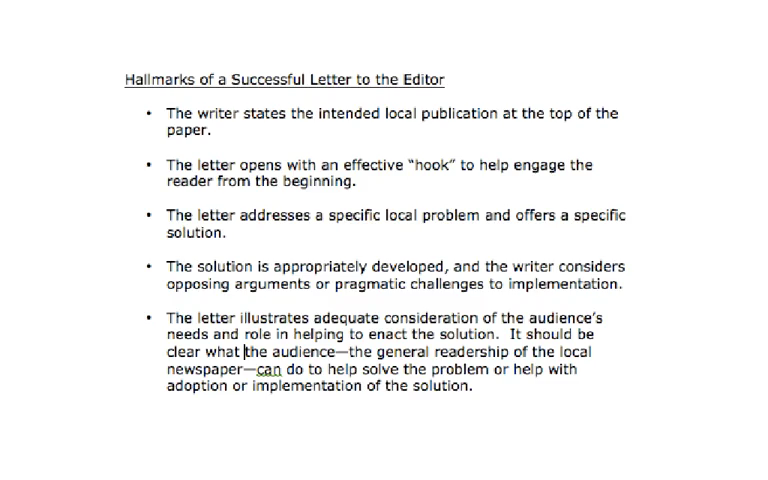 Hallmarks of a Successful Letter to the Editor
• The writer states the intended local publication at the top of the
paper.
• The letter opens with an effective “hook” to help engage the
reader from the beginning.
• The letter addresses a specific local problem and offers a specific
solution.
• The solution is appropriately developed, and the writer considers
opposing arguments or pragmatic challenges to implementation.
• The letter illustrates adequate consideration of the audience’s
needs and role in helping to enact the solution.  It should be
clear what the audience—the general readership of the local
newspaper—can do to help solve the problem or help with
adoption or implementation of the solution.